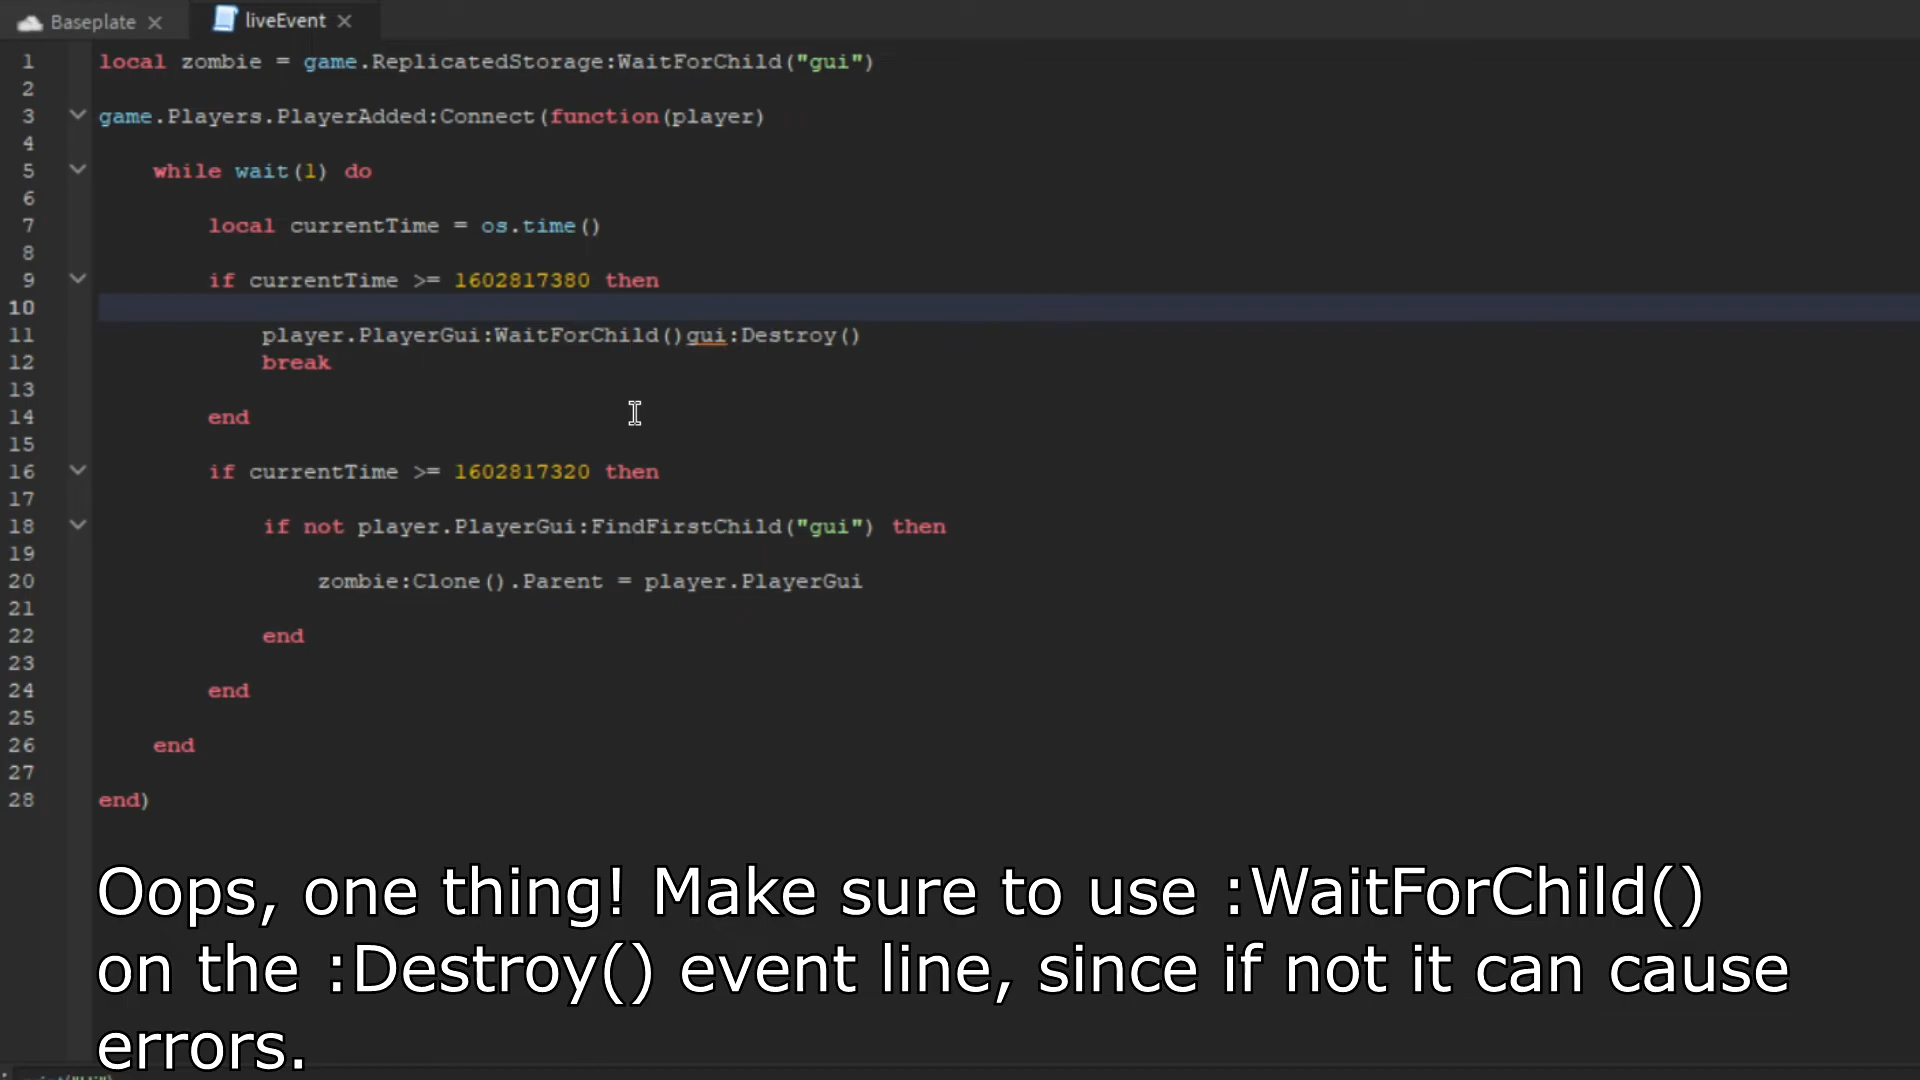 Baseplate
liveEvent
1 local zombie = game.ReplicatedStorage:WaitForChild("gui")
2
3 game.Players.PlayerAdded:Connect(function(player)
4
5 while wait(1) do
6
7 local currentTime = os.time()
8
9 if currentTime >= 1602817380 then
10
11 player.PlayerGui:WaitForChild()gui:Destroy()
12 break
13
14 end
15
16 if currentTime >= 1602817320 then
17
18 if not player.PlayerGui:FindFirstChild("gui") then
19
20 zombie:Clone().Parent = player.PlayerGui
21
22 end
23
24 end
25
26 end
27
28 end)
Oops, one thing! Make sure to use :WaitForChild()
on the :Destroy() event line, since if not it can cause
errors.